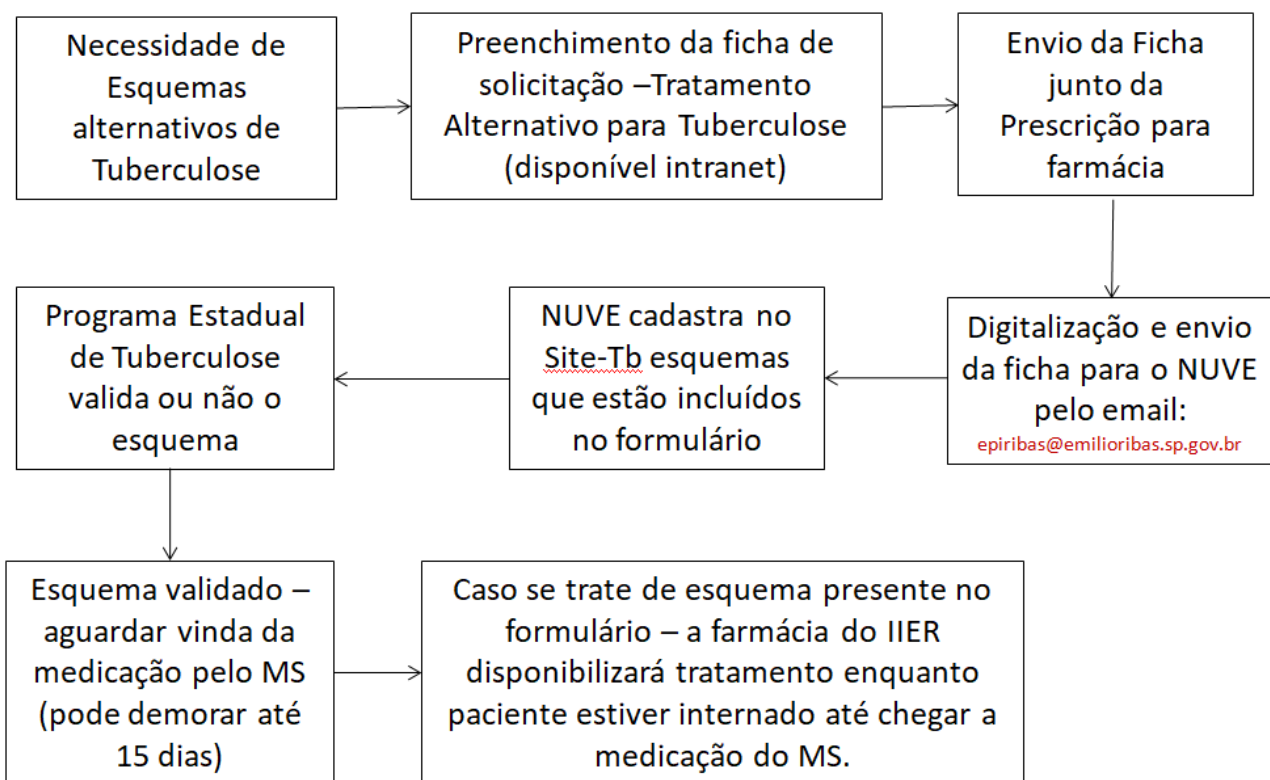 Necessidade de
Esquemas
alternativos de
Tuberculose
Preenchimento da ficha de
solicitação –Tratamento
Alternativo para Tuberculose
(disponível intranet)
Envio da Ficha
junto da
Prescrição para
farmácia
Digitalização e envio
da ficha para o NUVE
pelo email:
epiribas@emilioribas.sp.gov.br
NUVE cadastra no
Site-Tb esquemas
que estão incluídos
no formulário
Programa Estadual
de Tuberculose
valida ou não o
esquema
Esquema validado –
aguardar vinda da
medicação pelo MS
(pode demorar até
15 dias)
Caso se trate de esquema presente no
formulário – a farmácia do IIER
disponibilizará tratamento enquanto
paciente estiver internado até chegar a
medicação do MS.